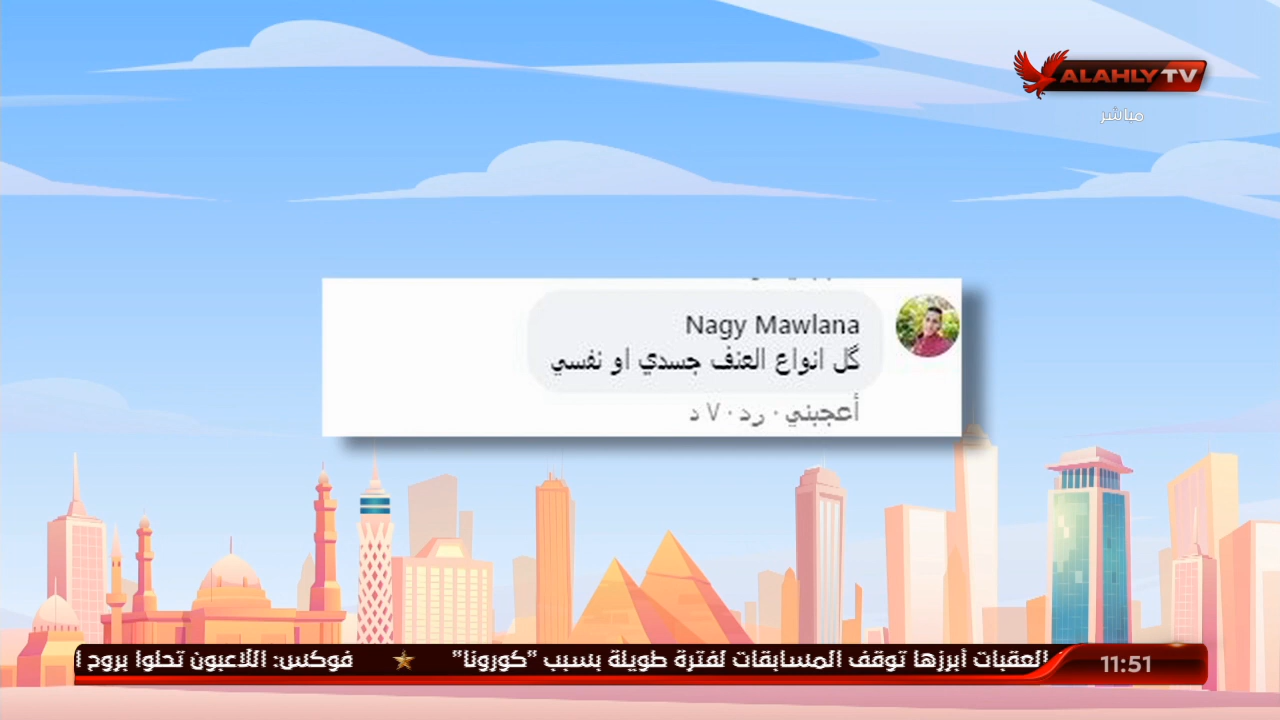 ALAHLY TV
مباشر
Nagy Mawlana
گل انواع العنف جسدي او نفسي
أعجبني · رد · ٧ د
العقبات أبرزها توقف المسابقات لفترة طويلة بسبب "كورونا" فوكس: اللاعبون تحلوا بروح
11:51